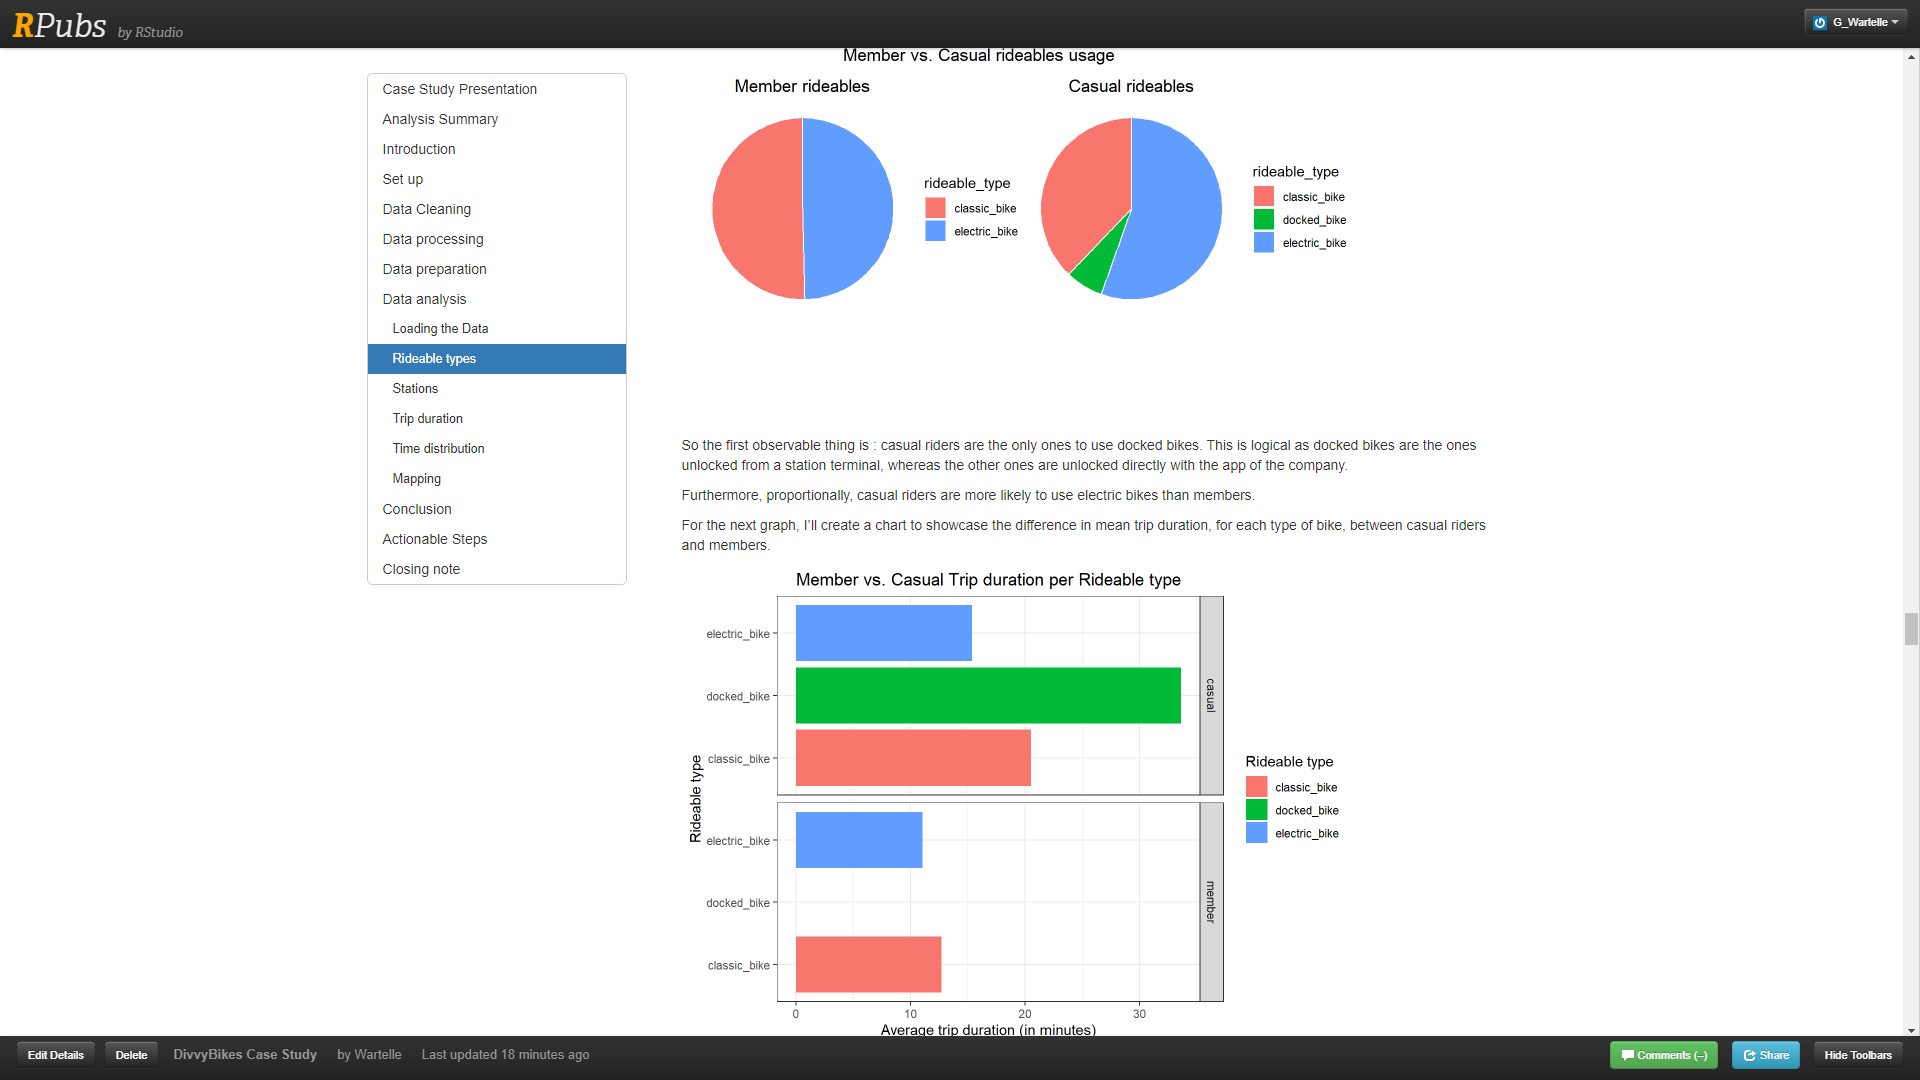 RPubs by RStudio
G_Wartelle
Case Study Presentation
Analysis Summary
Introduction
Set up
Data Cleaning
Data processing
Data preparation
Data analysis
Loading the Data
Rideable types
Stations
Trip duration
Time distribution
Mapping
Conclusion
Actionable Steps
Closing note
Member vs. Casual rideables usage
Member rideables
rideable_type
classic_bike
electric_bike
Casual rideables
rideable_type
classic_bike
docked_bike
electric_bike
So the first observable thing is : casual riders are the only ones to use docked bikes. This is logical as docked bikes are the ones
unlocked from a station terminal, whereas the other ones are unlocked directly with the app of the company.
Furthermore, proportionally, casual riders are more likely to use electric bikes than members.
For the next graph, I’ll create a chart to showcase the difference in mean trip duration, for each type of bike, between casual riders
and members.
Member vs. Casual Trip duration per Rideable type
Rideable type
electric_bike
docked_bike
classic_bike
casual
electric_bike
docked_bike
classic_bike
member
0 10 20 30
Average trip duration (in minutes)
Rideable type
classic_bike
docked_bike
electric_bike
Edit Details
Delete
DivvyBikes Case Study
by Wartelle
Last updated 18 minutes ago
Comments (–)
Share
Hide Toolbars